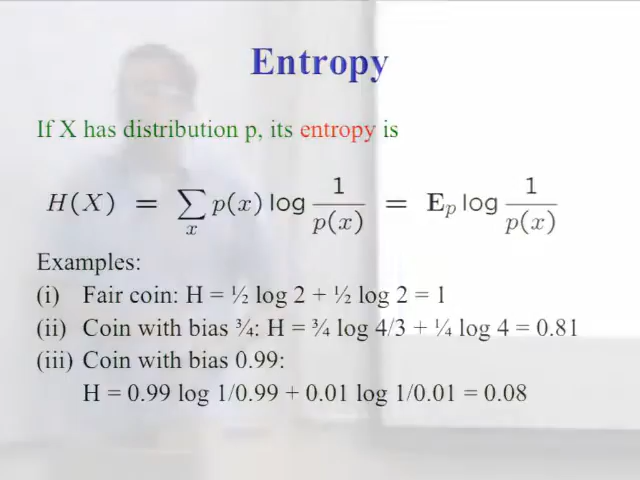 Entropy
If X has distribution p, its entropy is
H(X) = ∑ₓ p(x) log 1/p(x) = Eₚ log 1/p(x)
Examples:
(i) Fair coin: H = ½ log 2 + ½ log 2 = 1
(ii) Coin with bias ¾: H = ¾ log 4/3 + ¼ log 4 = 0.81
(iii) Coin with bias 0.99:
H = 0.99 log 1/0.99 + 0.01 log 1/0.01 = 0.08